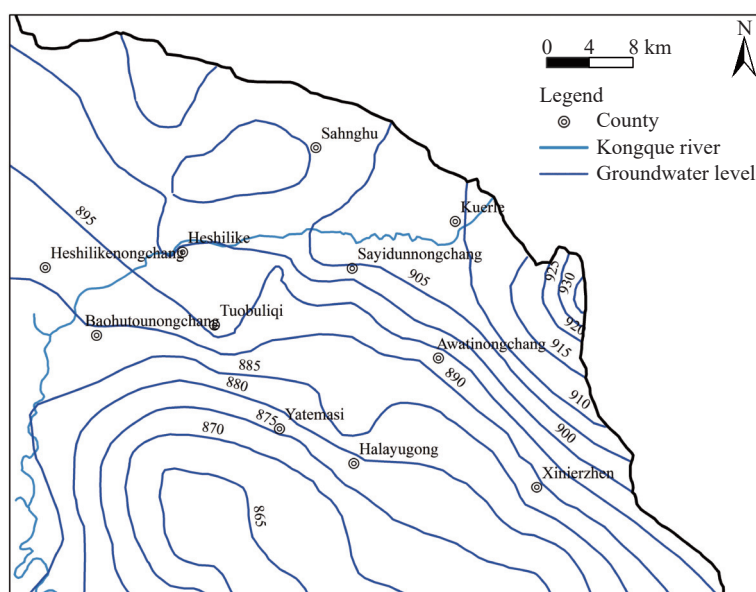 N
0 4 8 km
Legend
County
Kongque river
Groundwater level
Sahnghu
Kuerle
895
Heshilike
Heshilikenongchang
Sayidunnongchang
925
930
905
920
Tuobuliqi
Baohutounongchang
915
Awatinongchang
885
890
880
910
875
Yatemasi
870
900
Halayugong
Xinierzhen
865